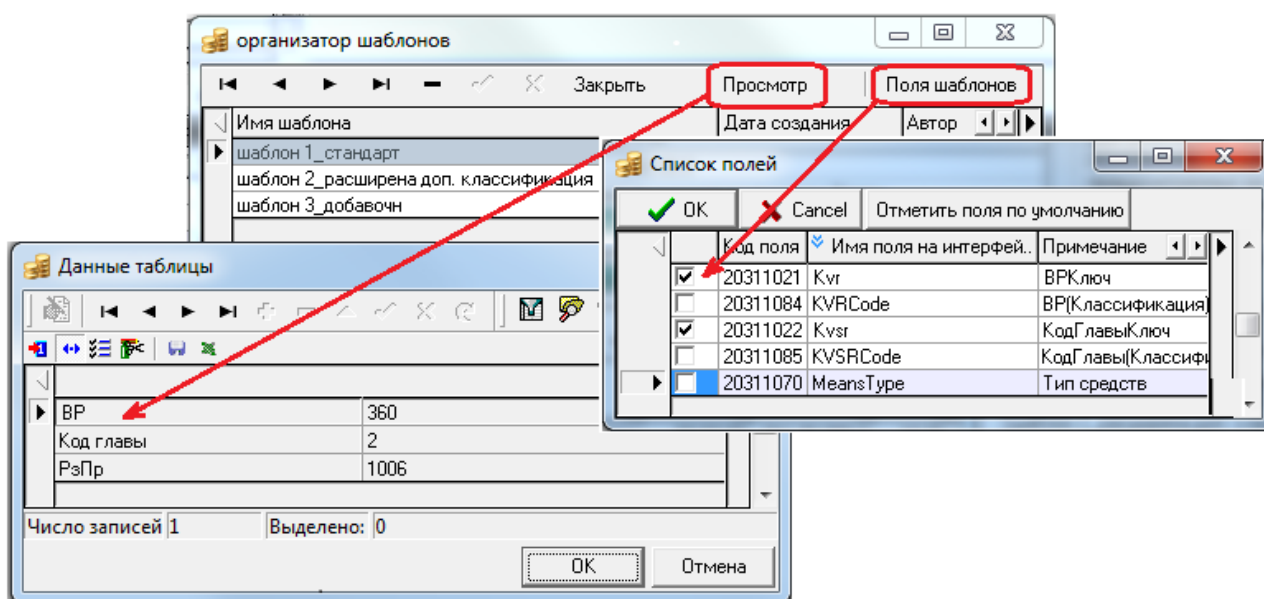 организатор шаблонов
Закрыть Просмотр Поля шаблонов
Имя шаблона Дата создания Автор
шаблон 1_стандарт
шаблон 2_расширена доп. классификация
шаблон 3_добавочн
Список полей
OK Cancel Отметить поля по умолчанию
Код поля Имя поля на интерфей.. Примечание
20311021 Kvr ВРКлюч
20311084 KVRCode ВР(Классификация)
20311022 Kvsr КодГлавыКлюч
20311085 KVSRCode КодГлавы(Классифи
20311070 MeansType Тип средств
Данные таблицы
ВР 360
Код главы 2
РзПр 1006
Число записей 1 Выделено: 0
OK Отмена